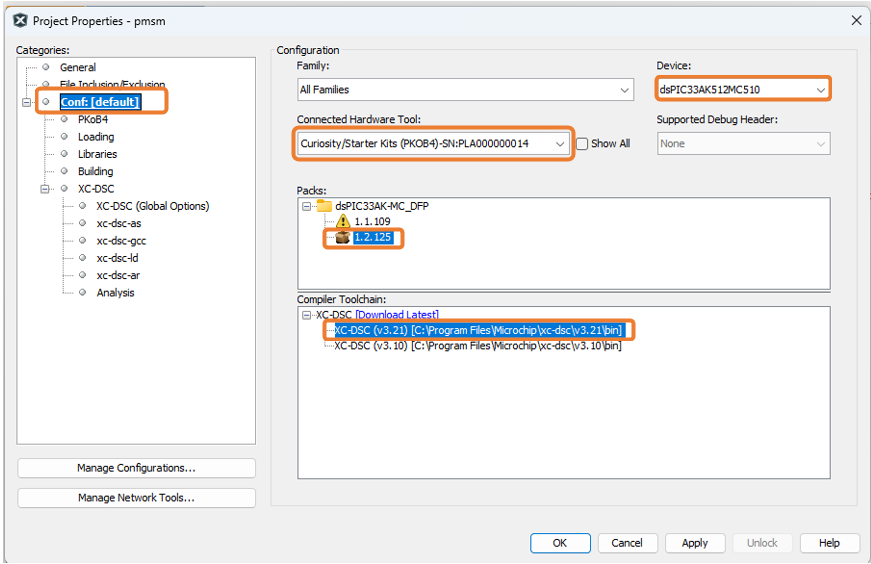 Project Properties - pmsm
Categories:
General
File Inclusion/Exclusion
Conf: [default]
PKoB4
Loading
Libraries
Building
XC-DSC
XC-DSC (Global Options)
xc-dsc-as
xc-dsc-gcc
xc-dsc-ld
xc-dsc-ar
Analysis
Manage Configurations...
Manage Network Tools...
Configuration
Family:
Device:
All Families
dsPIC33AK512MC510
Connected Hardware Tool:
Supported Debug Header:
Curiosity/Starter Kits (PKOB4)-SN:PLA000000014
Show All
None
Packs:
dsPIC33AK-MC_DFP
1.1.109
1.2.125
Compiler Toolchain:
XC-DSC [Download Latest]
XC-DSC (v3.21) [C:\Program Files\Microchip\xc-dsc\v3.21\bin]
XC-DSC (v3.10) [C:\Program Files\Microchip\xc-dsc\v3.10\bin]
OK
Cancel
Apply
Unlock
Help